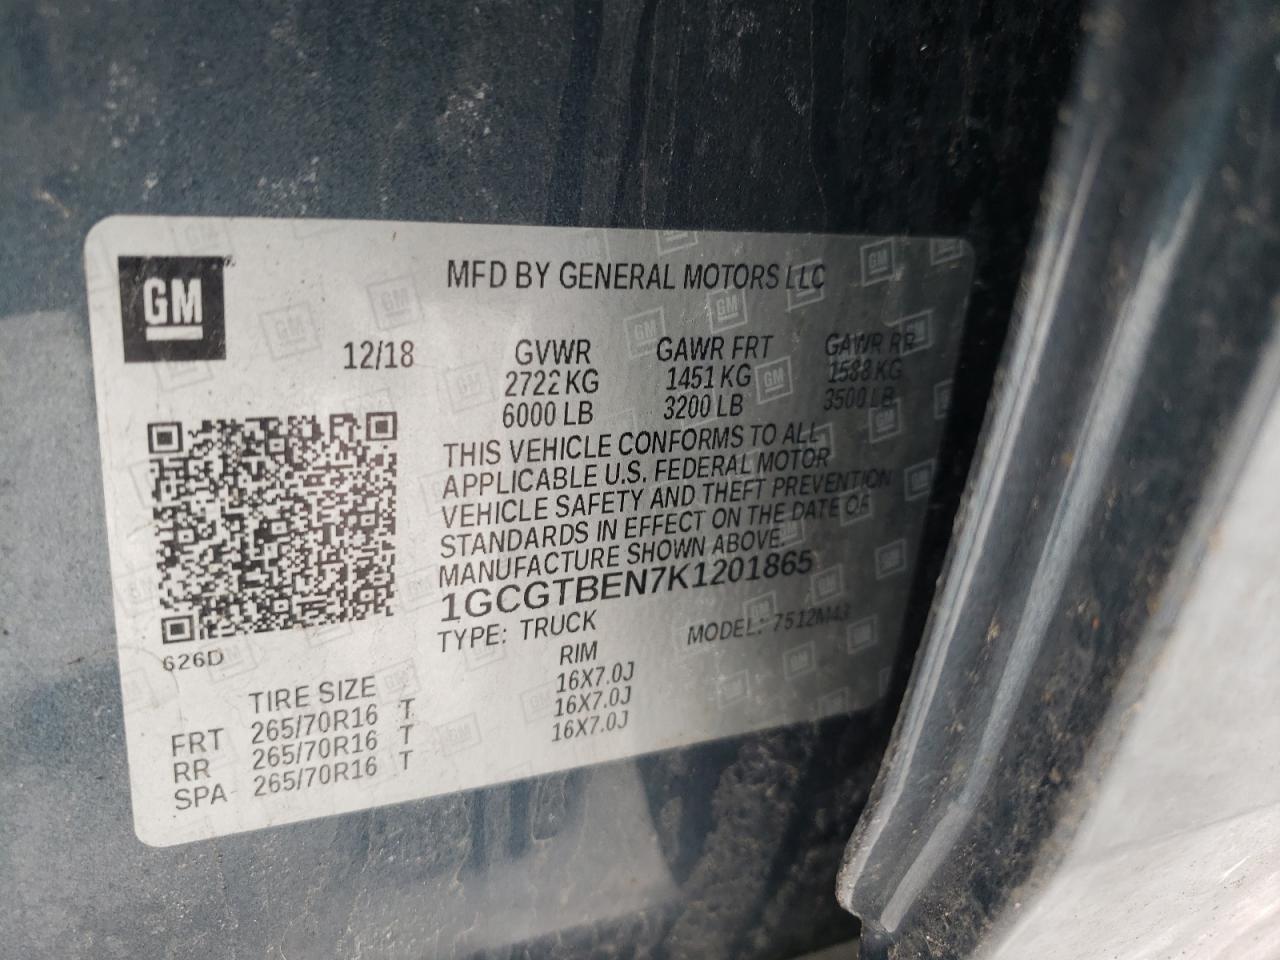 GM
MFD BY GENERAL MOTORS LLC
12/18 GVWR GAWR FRT GAWR RR
2722 KG 1451 KG 1588 KG
6000 LB 3200 LB 3500 LB
THIS VEHICLE CONFORMS TO ALL
APPLICABLE U.S. FEDERAL MOTOR
VEHICLE SAFETY AND THEFT PREVENTION
STANDARDS IN EFFECT ON THE DATE OF
MANUFACTURE SHOWN ABOVE.
1GCGTBEN7K1201865
TYPE: TRUCK MODEL: 7512M43
626D
TIRE SIZE RIM
FRT 265/70R16 T 16X7.0J
RR 265/70R16 T 16X7.0J
SPA 265/70R16 T 16X7.0J